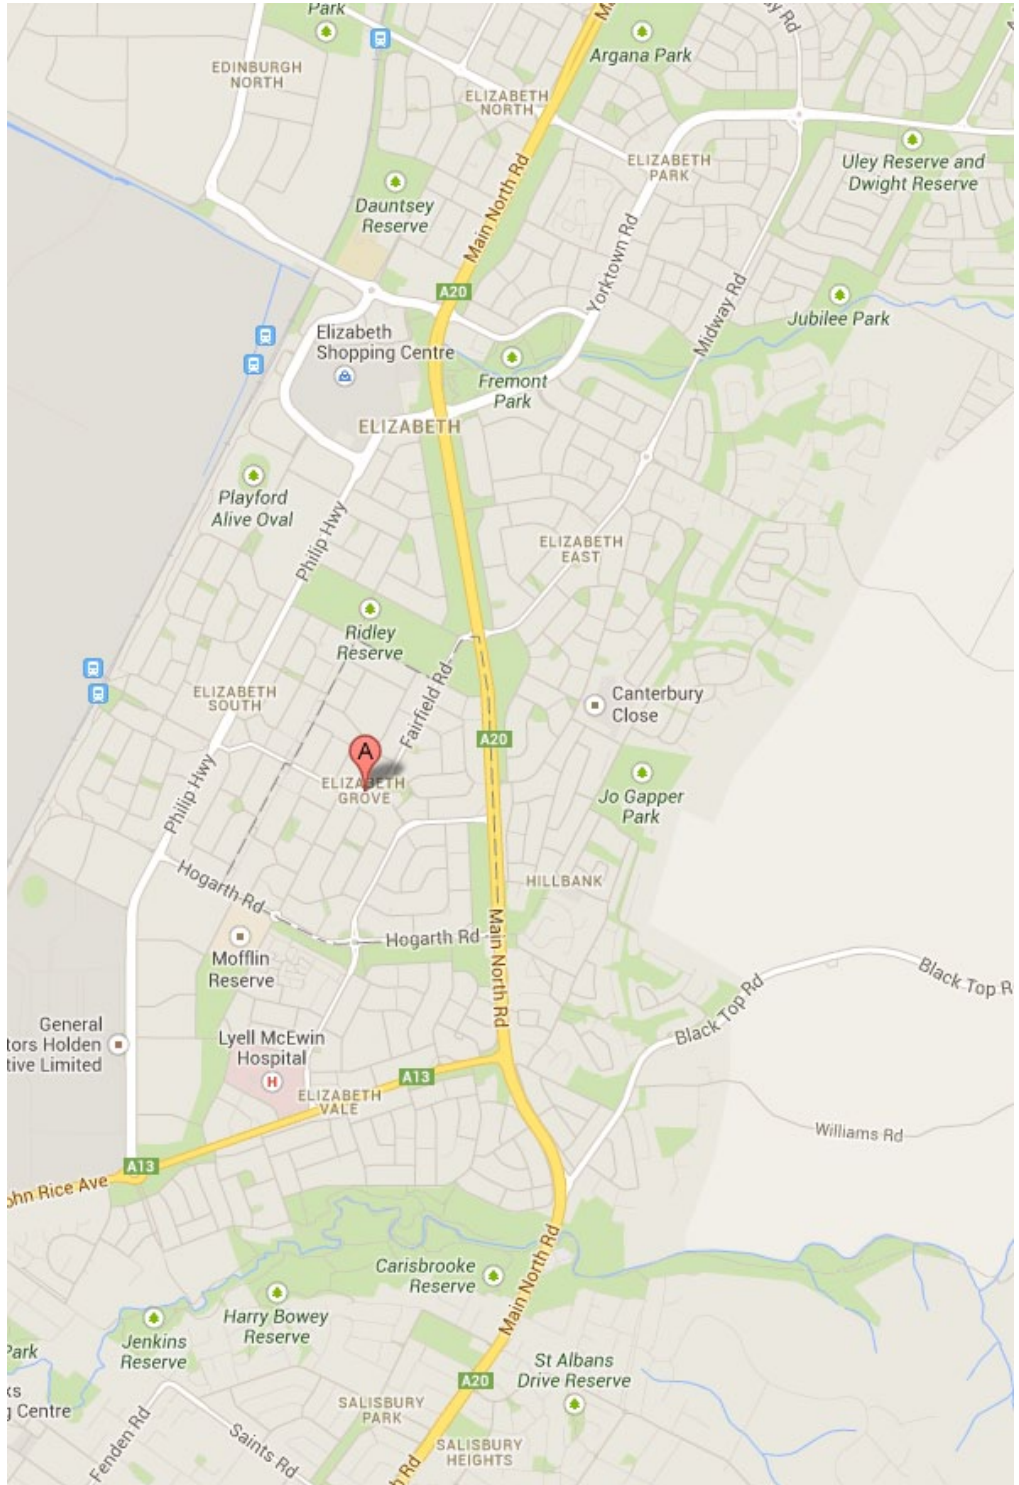 Park
Argana Park
EDINBURGH
NORTH
ELIZABETH
NORTH
ELIZABETH
PARK
Uley Reserve and
Dwight Reserve
Dauntsey
Reserve
Main North Rd
Yorktown Rd
Midway Rd
A20
Jubilee Park
Elizabeth
Shopping Centre
Fremont
Park
ELIZABETH
Playford
Alive Oval
Philip Hwy
ELIZABETH
EAST
Ridley
Reserve
Fairfield Rd
ELIZABETH
SOUTH
Canterbury
Close
A20
A
ELIZABETH
GROVE
Jo Gapper
Park
Philip Hwy
Hogarth Rd
HILLBANK
Hogarth Rd
Main North Rd
Mofflin
Reserve
Black Top Rd
Black Top R
General
tors Holden
tive Limited
Lyell McEwin
Hospital
H
A13
ELIZABETH
VALE
Williams Rd
A13
ohn Rice Ave
Carisbrooke
Reserve
Main North Rd
Harry Bowey
Reserve
Jenkins
Reserve
Park
St Albans
Drive Reserve
A20
ks
g Centre
SALISBURY
PARK
Fenden Rd
Saints Rd
SALISBURY
HEIGHTS
h Rd